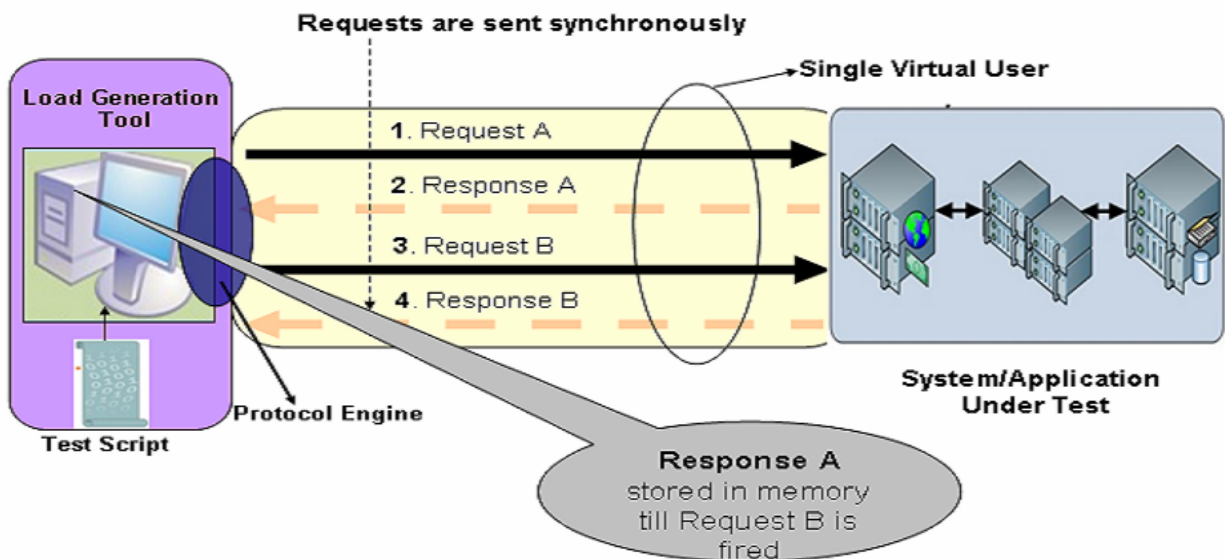 Requests are sent synchronously
Single Virtual User
Load Generation
Tool
1. Request A
2. Response A
3. Request B
4. Response B
Protocol Engine
Test Script
System/Application
Under Test
Response A
stored in memory
till Request B is
fired